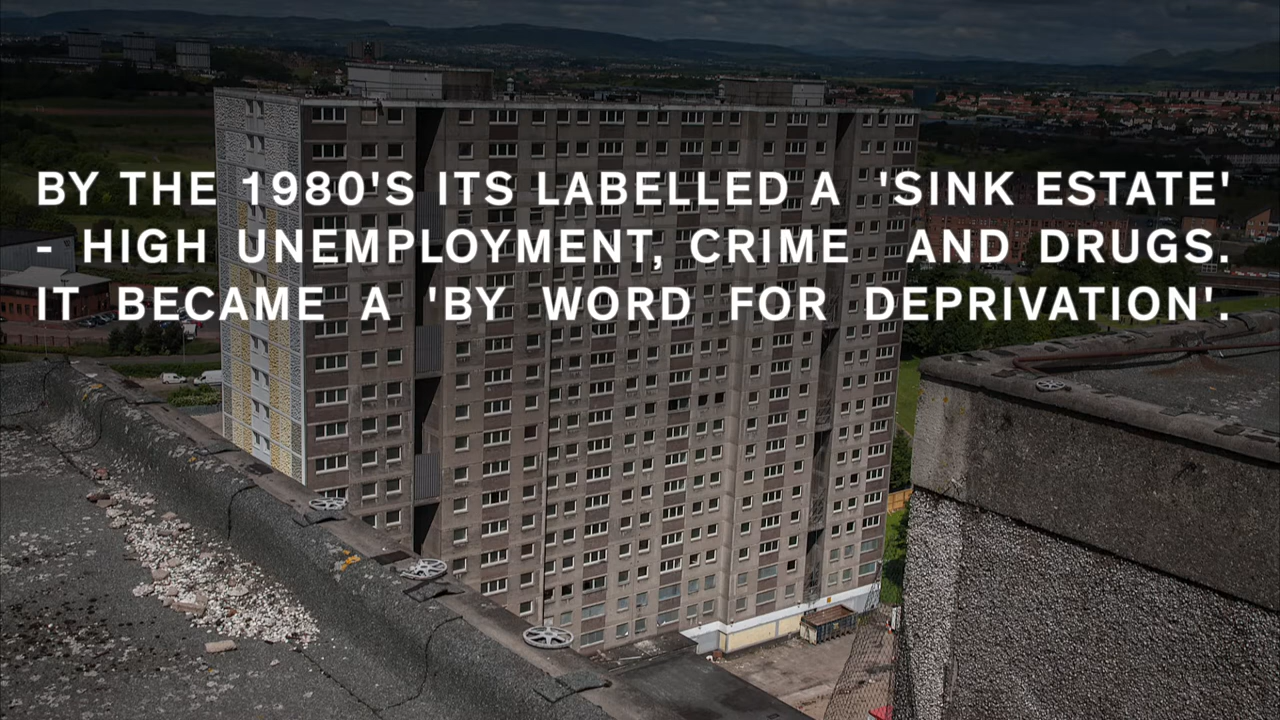 BY THE 1980'S ITS LABELLED A 'SINK ESTATE'
- HIGH UNEMPLOYMENT, CRIME AND DRUGS.
IT BECAME A 'BY WORD FOR DEPRIVATION'.